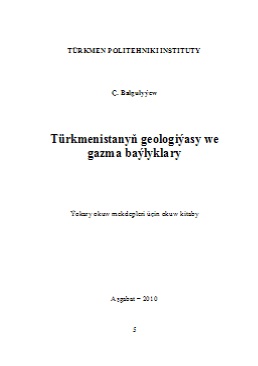 TÜRKMEN POLITEHNIKI INSTITUTY
Ç. Balgulyýew
Türkmenistanyň geologiýasy we
gazma baýlyklary
Ýokary okuw mekdepleri üçin okuw kitaby
Aşgabat – 2010
5